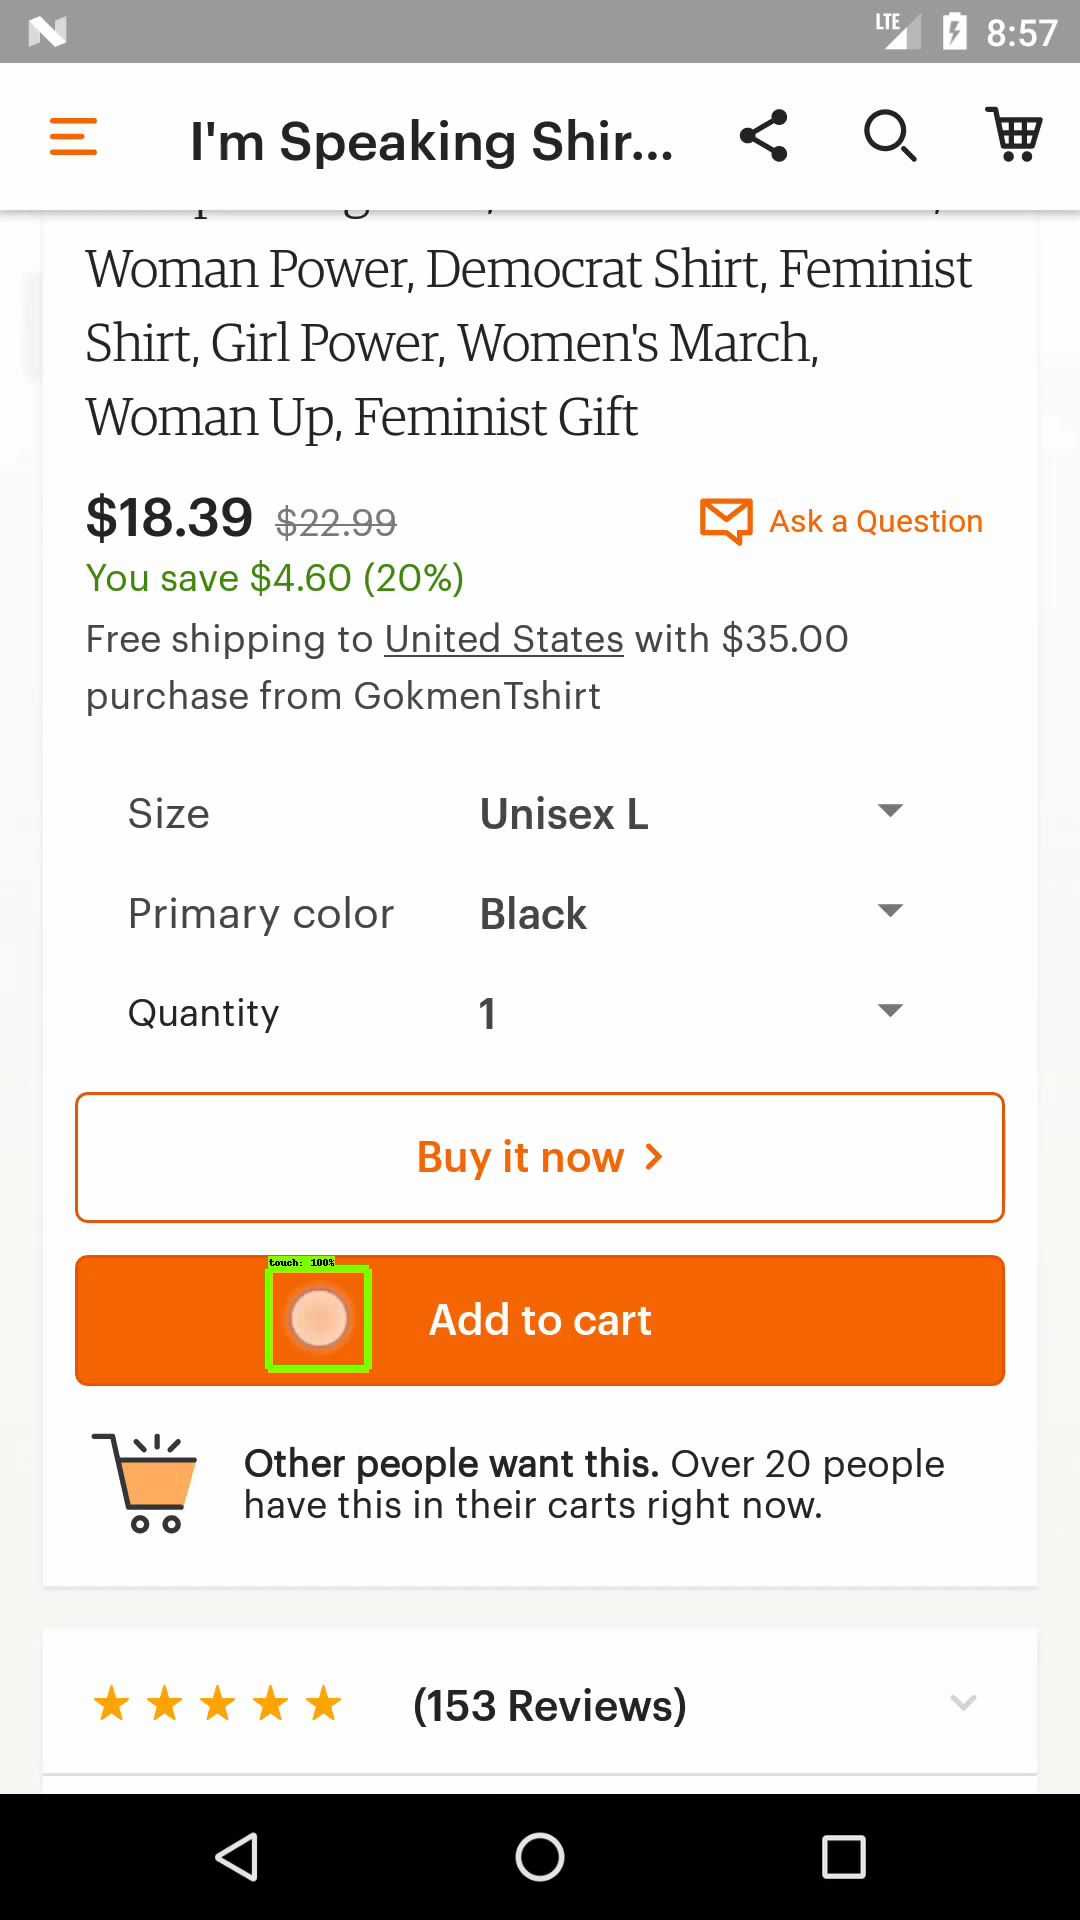 LTE 8:57
I'm Speaking Shir...
Woman Power, Democrat Shirt, Feminist
Shirt, Girl Power, Women's March,
Woman Up, Feminist Gift
$18.39 $22.99
Ask a Question
You save $4.60 (20%)
Free shipping to United States with $35.00
purchase from GokmenTshirt
Size Unisex L
Primary color Black
Quantity 1
Buy it now
touch: 100%
Add to cart
Other people want this. Over 20 people
have this in their carts right now.
(153 Reviews)